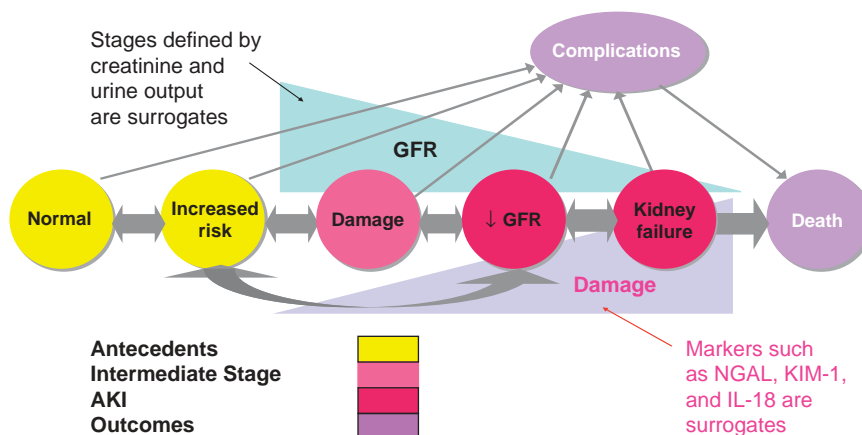 Stages defined by
creatinine and
urine output
are surrogates
Complications
GFR
Normal
Increased
risk
Damage
↓ GFR
Kidney
failure
Death
Damage
Antecedents
Intermediate Stage
AKI
Outcomes
Markers such
as NGAL, KIM-1,
and IL-18 are
surrogates